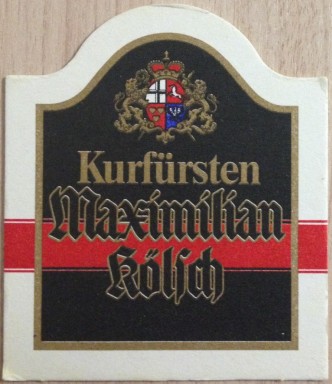 Kurfürsten
Maximilian
Kölsch